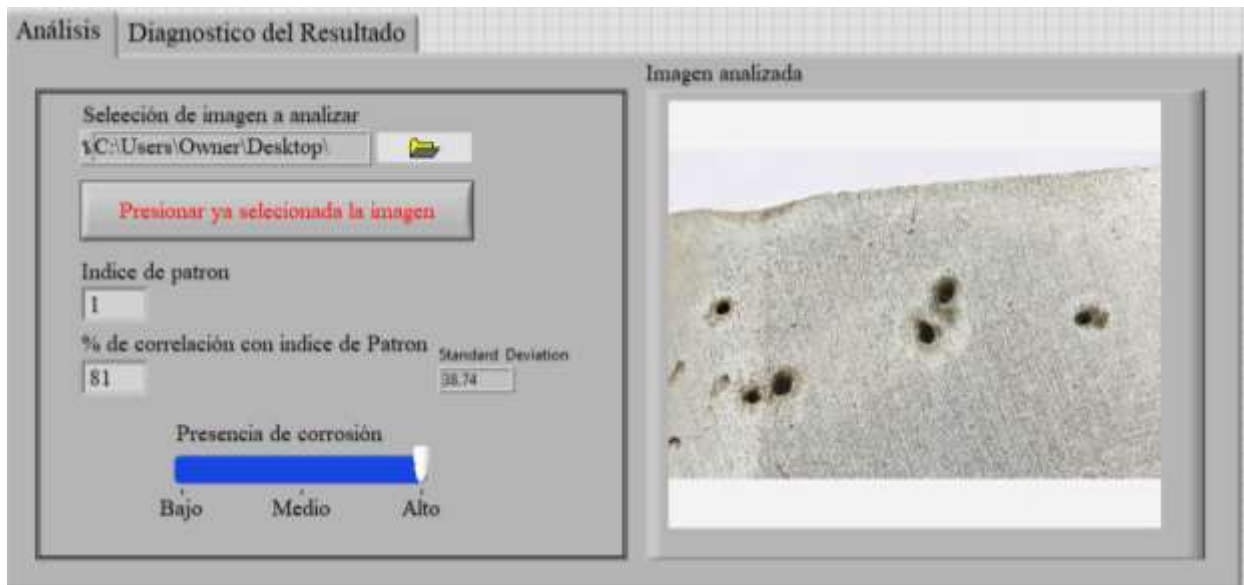 Análisis
Diagnostico del Resultado
Seleeción de imagen a analizar
C:\Users\Owner\Desktop\
Presionar ya selecionada la imagen
Indice de patron
1
% de correlación con indice de Patron
Standard Deviation
81
38.74
Presencia de corrosión
Bajo Medio Alto
Imagen analizada